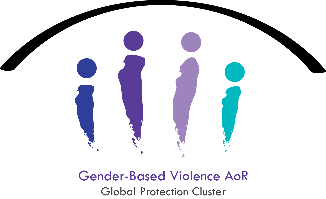 Gender-Based Violence AoR
Global Protection Cluster